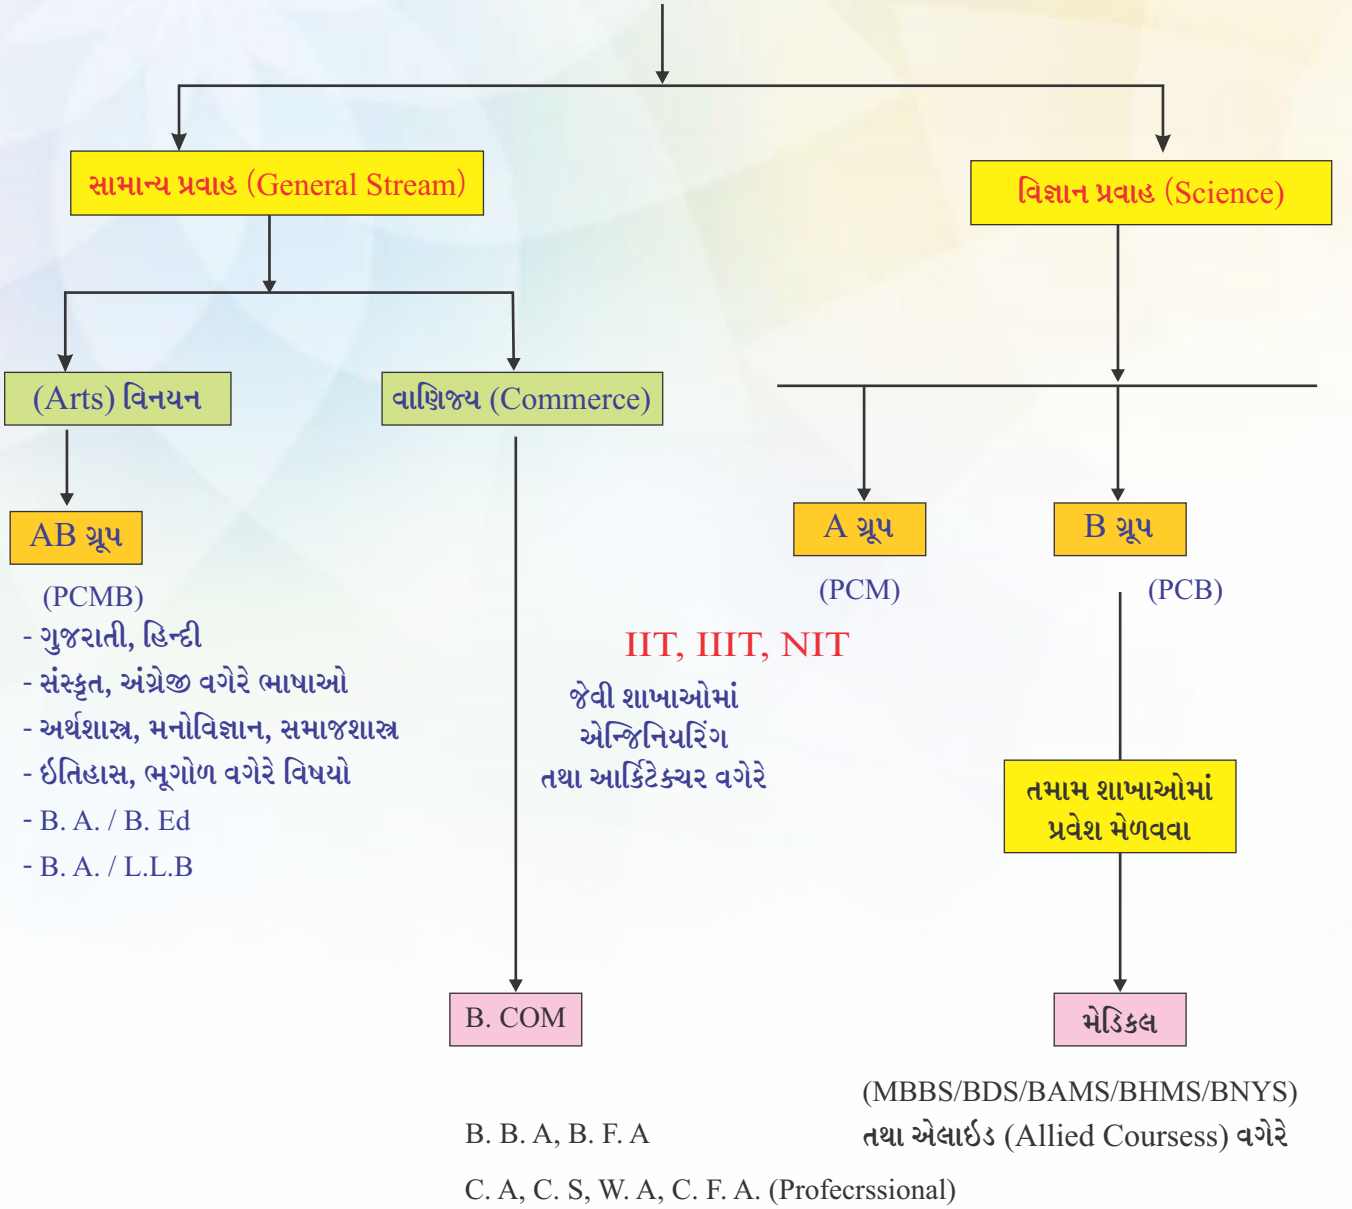 સામાન્ય પ્રવાહ (General Stream)
વિજ્ઞાન પ્રવાહ (Science)
(Arts) વિનયન
વાણિજ્ય (Commerce)
AB ગ્રૂપ
A ગ્રૂપ
B ગ્રૂપ
(PCMB)
(PCM)
(PCB)
- ગુજરાતી, હિન્દી
- સંસ્કૃત, અંગ્રેજી વગેરે ભાષાઓ
- અર્થશાસ્ત્ર, મનોવિજ્ઞાન, સમાજશાસ્ત્ર
- ઇતિહાસ, ભૂગોળ વગેરે વિષયો
- B. A. / B. Ed
- B. A. / L.L.B
IIT, IIIT, NIT
જેવી શાખાઓમાં
એન્જિનિયરિંગ
તથા આર્કિટેક્ચર વગેરે
તમામ શાખાઓમાં
પ્રવેશ મેળવવા
B. COM
મેડિકલ
(MBBS/BDS/BAMS/BHMS/BNYS)
તથા એલાઇડ (Allied Coursess) વગેરે
B. B. A, B. F. A
C. A, C. S, W. A, C. F. A. (Profecrssional)